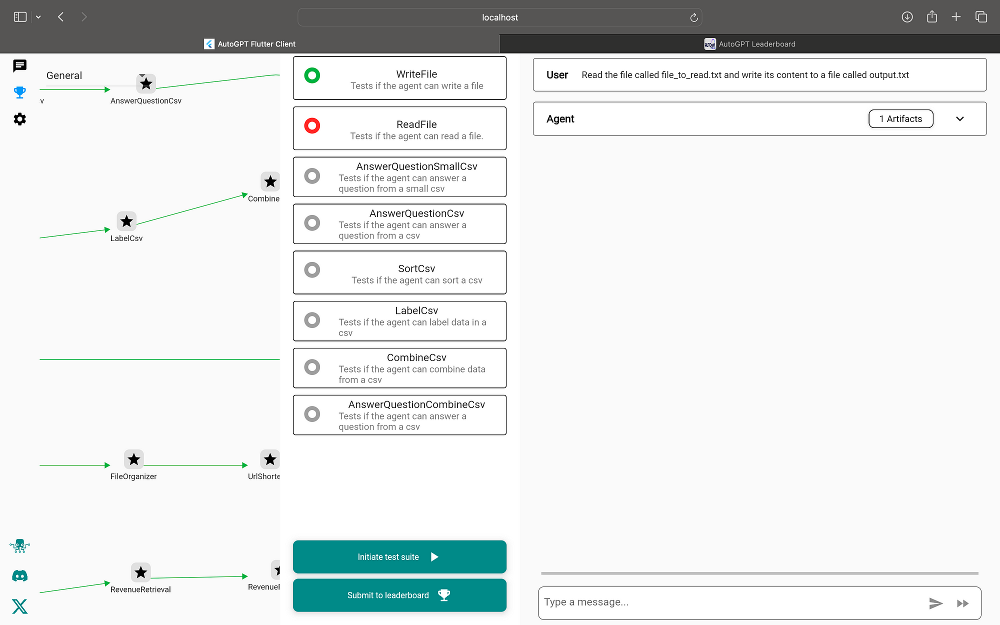 localhost
AutoGPT Flutter Client
AutoGPT Leaderboard
General
v
AnswerQuestionCsv
Combine
LabelCsv
FileOrganizer
UrlShorte
RevenueRetrieval
RevenueF
WriteFile
Tests if the agent can write a file
ReadFile
Tests if the agent can read a file.
AnswerQuestionSmallCsv
Tests if the agent can answer a
question from a small csv
AnswerQuestionCsv
Tests if the agent can answer a
question from a csv
SortCsv
Tests if the agent can sort a csv
LabelCsv
Tests if the agent can label data in a
csv
CombineCsv
Tests if the agent can combine data
from a csv
AnswerQuestionCombineCsv
Tests if the agent can answer a
question from a csv
Initiate test suite
Submit to leaderboard
User Read the file called file_to_read.txt and write its content to a file called output.txt
Agent 1 Artifacts
Type a message...